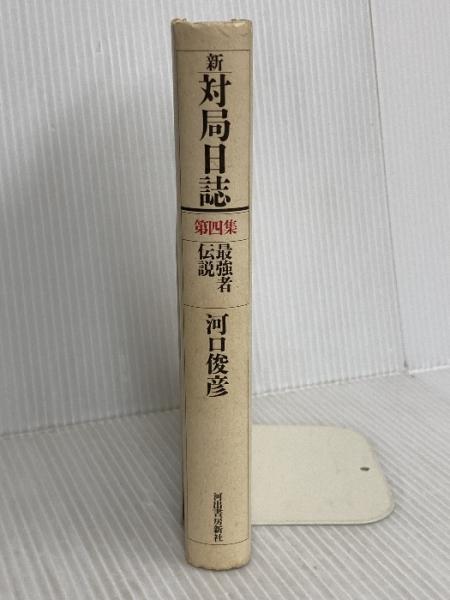 新
対局日誌
第四集
最強者
伝説
河口俊彦
河出書房新社